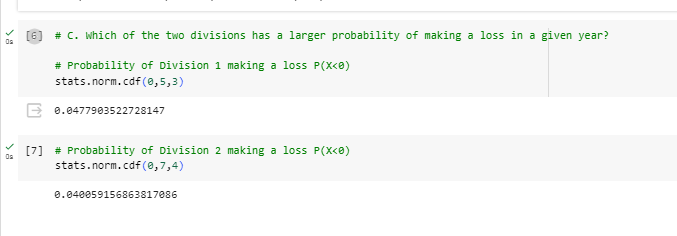 [6] # C. Which of the two divisions has a larger probability of making a loss in a given year?
# Probability of Division 1 making a loss P(X<0)
0s
stats.norm.cdf(0,5,3)
0.0477903522728147
[7] # Probability of Division 2 making a loss P(X<0)
0s
stats.norm.cdf(0,7,4)
0.040059156863817086